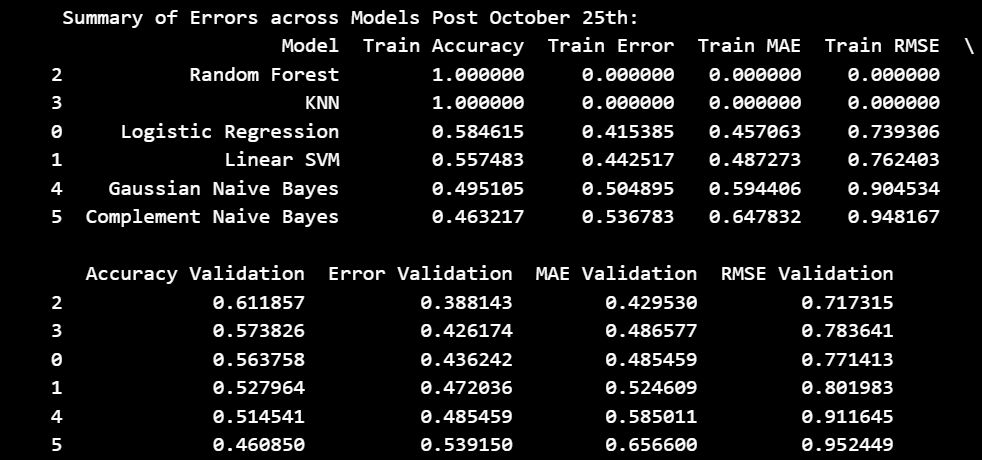 Summary of Errors across Models Post October 25th:
Model Train Accuracy Train Error Train MAE Train RMSE \
2 Random Forest 1.000000 0.000000 0.000000 0.000000
3 KNN 1.000000 0.000000 0.000000 0.000000
0 Logistic Regression 0.584615 0.415385 0.457063 0.739306
1 Linear SVM 0.557483 0.442517 0.487273 0.762403
4 Gaussian Naive Bayes 0.495105 0.504895 0.594406 0.904534
5 Complement Naive Bayes 0.463217 0.536783 0.647832 0.948167
Accuracy Validation Error Validation MAE Validation RMSE Validation
2 0.611857 0.388143 0.429530 0.717315
3 0.573826 0.426174 0.486577 0.783641
0 0.563758 0.436242 0.485459 0.771413
1 0.527964 0.472036 0.524609 0.801983
4 0.514541 0.485459 0.585011 0.911645
5 0.460850 0.539150 0.656600 0.952449